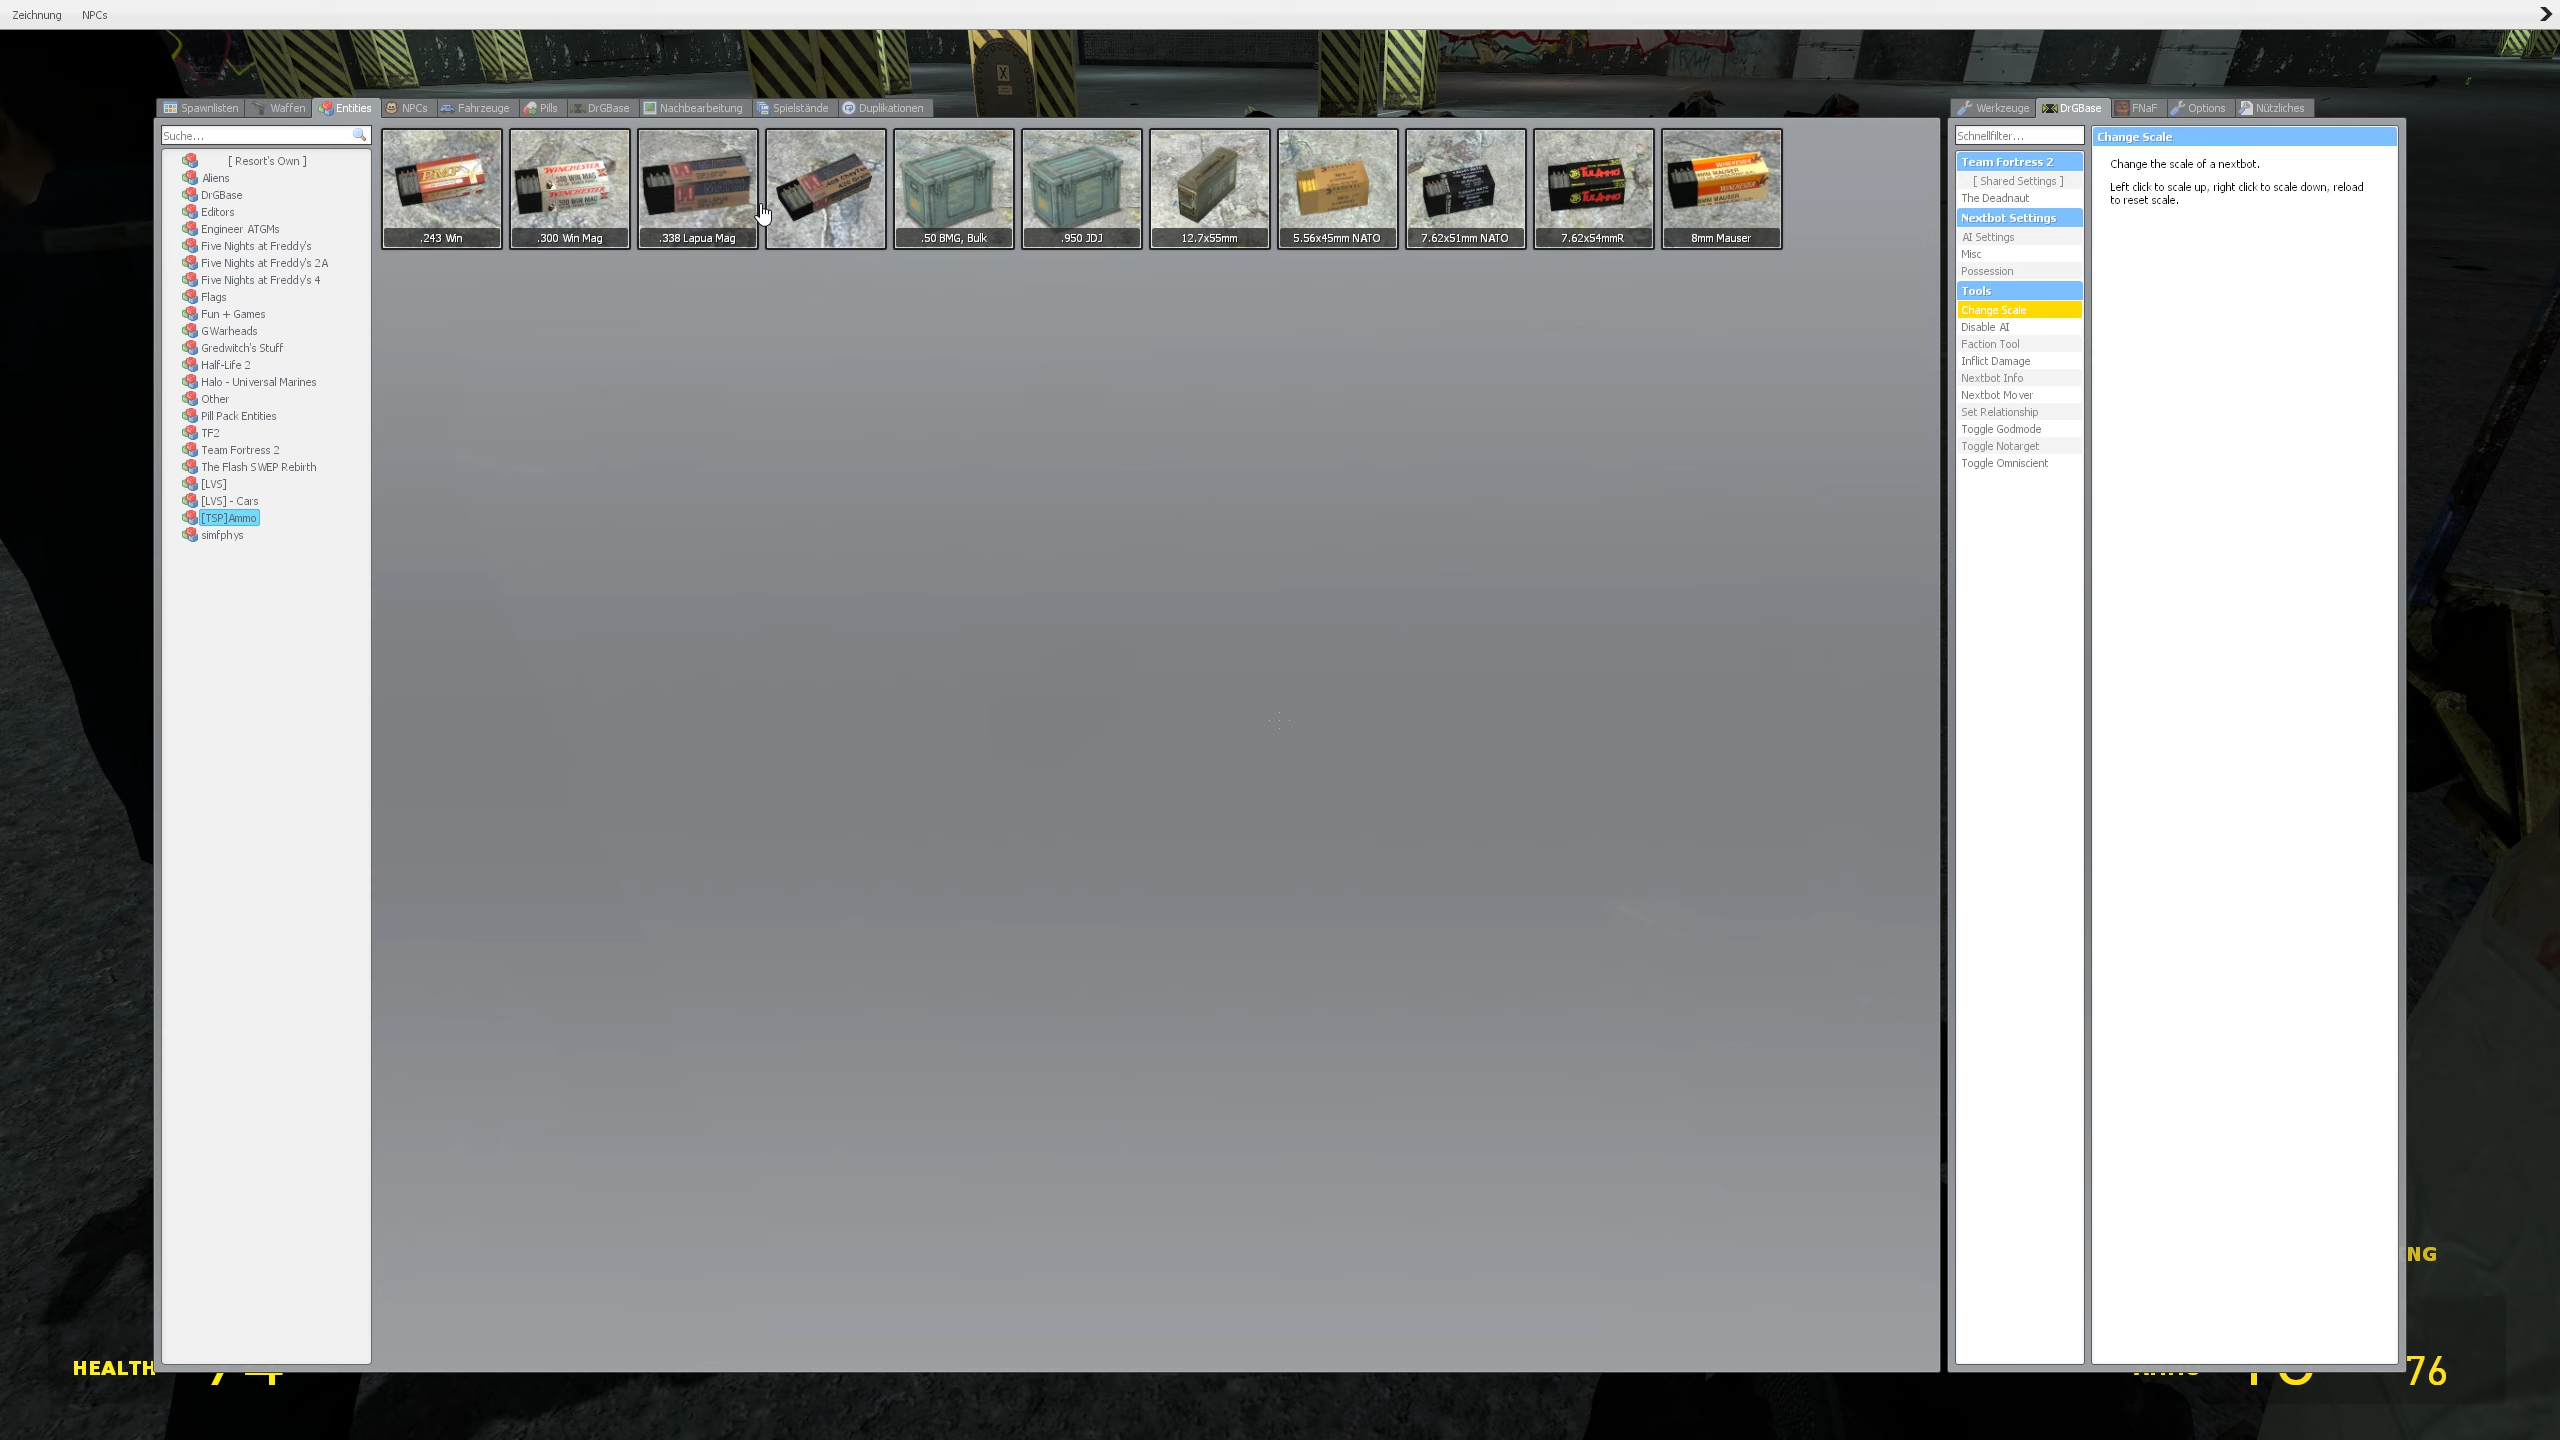 Zeichnung NPCs
Spawnlisten Waffen Entities NPCs Fahrzeuge Pills DrGBase Nachbearbeitung Spielstände Duplikationen
Suche...
[ Resort's Own ]
Aliens
DrGBase
Editors
Engineer ATGMs
Five Nights at Freddy's
Five Nights at Freddy's 2A
Five Nights at Freddy's 4
Flags
Fun + Games
GWarheads
Gredwitch's Stuff
Half-Life 2
Halo - Universal Marines
Other
Pill Pack Entities
TF2
Team Fortress 2
The Flash SWEP Rebirth
[LVS]
[LVS] - Cars
[TSP]Ammo
simfphys
.243 Win
300 WIN MAG
.300 Win Mag
.338 Lapua Mag
.50 BMG, Bulk
.950 JDJ
12.7x55mm
5.56x45mm NATO
7.62x51mm NATO
TULAMMO
7.62x54mmR
8mm Mauser
Werkzeuge DrGBase FNaF Options Nützliches
Schnellfilter...
Team Fortress 2
[ Shared Settings ]
The Deadnaut
Nextbot Settings
AI Settings
Misc
Possession
Tools
Change Scale
Disable AI
Faction Tool
Inflict Damage
Nextbot Info
Nextbot Mover
Set Relationship
Toggle Godmode
Toggle Notarget
Toggle Omniscient
Change Scale
Change the scale of a nextbot.
Left click to scale up, right click to scale down, reload
to reset scale.
NG
HEALTH
76